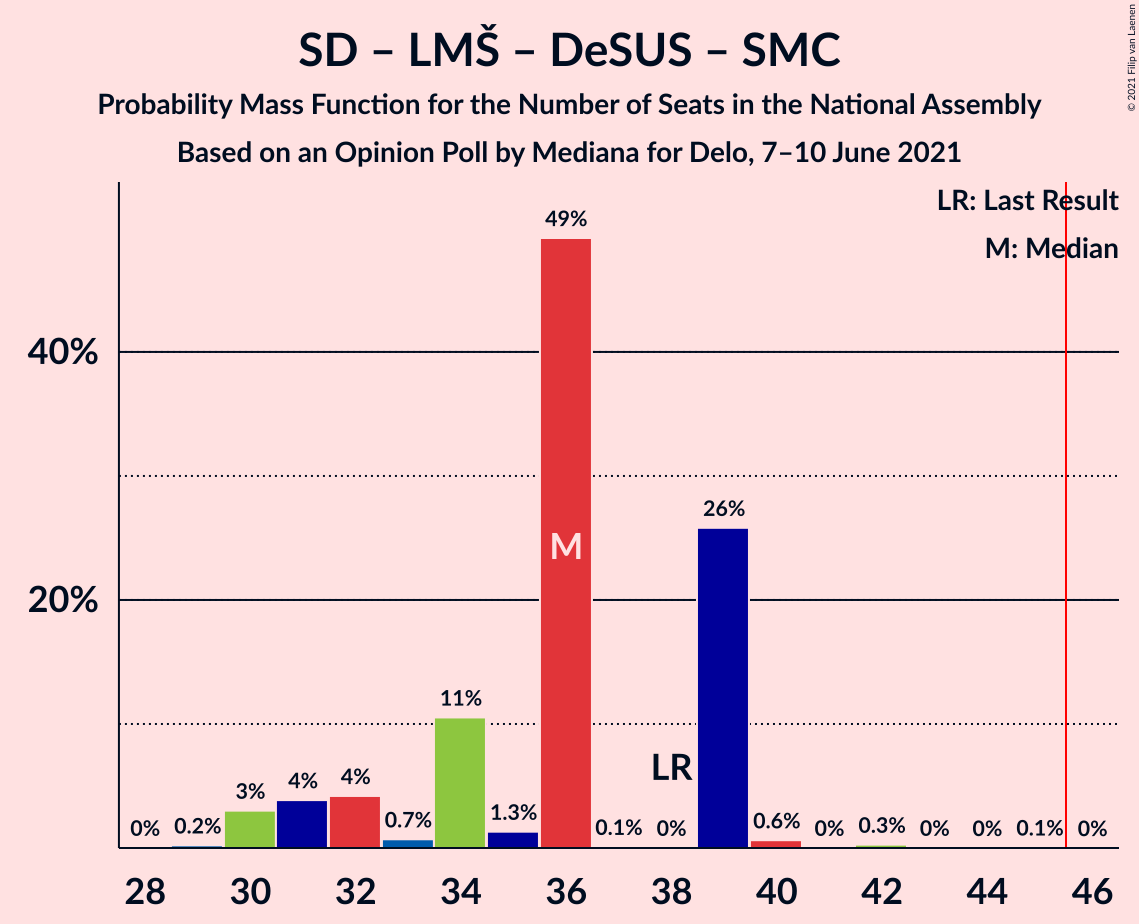 SD – LMŠ – DeSUS – SMC
Probability Mass Function for the Number of Seats in the National Assembly
Based on an Opinion Poll by Mediana for Delo, 7–10 June 2021
© 2021 Filip van Laenen
LR: Last Result
M: Median
49%
40%
26%
M
20%
11%
LR
0% 0.2% 3% 4% 4% 0.7% 1.3% 0.1% 0% 0.6% 0% 0.3% 0% 0% 0.1% 0%
28 30 32 34 36 38 40 42 44 46